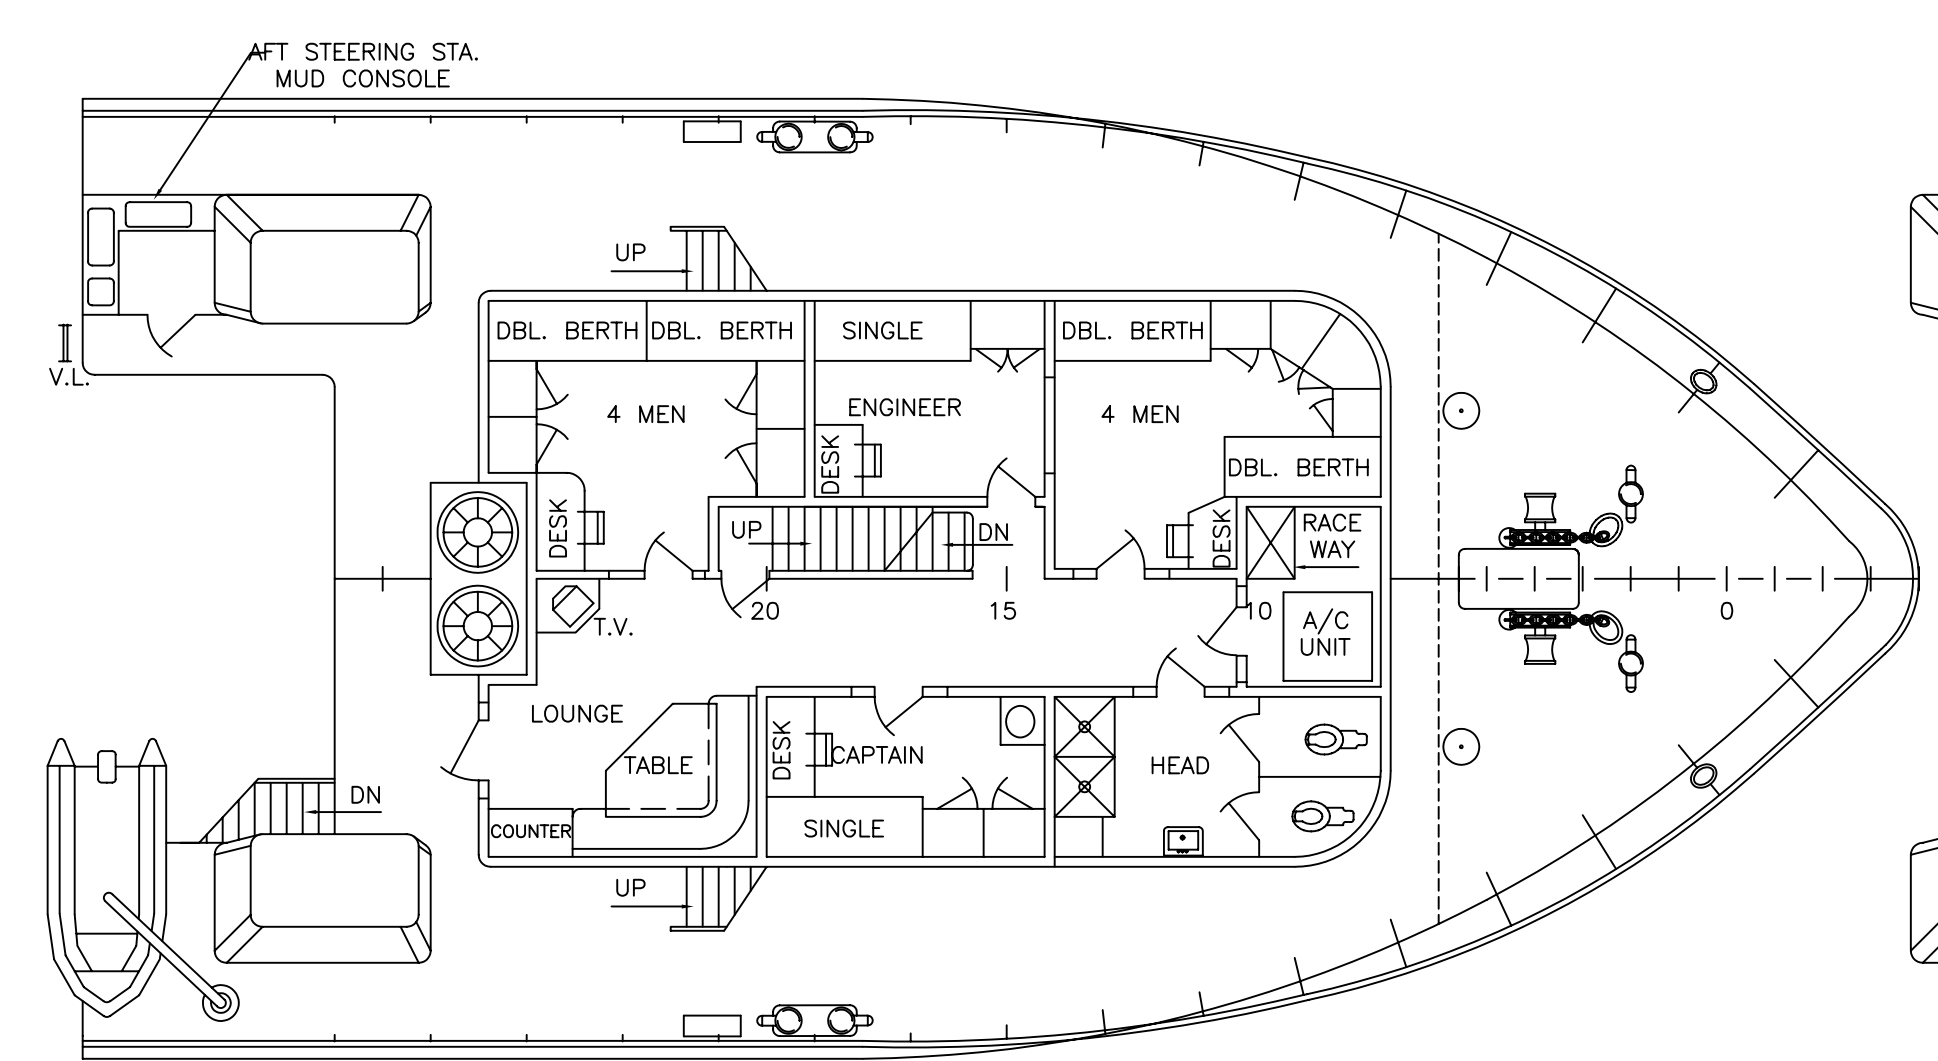 AFT STEERING STA.
MUD CONSOLE
UP
DBL. BERTH
DBL. BERTH
SINGLE
DBL. BERTH
V.L.
4 MEN
ENGINEER
4 MEN
DESK
DBL. BERTH
DESK
UP
DN
DESK
RACE
WAY
20
15
10
0
T.V.
A/C
UNIT
LOUNGE
TABLE
DESK
CAPTAIN
HEAD
DN
COUNTER
SINGLE
UP